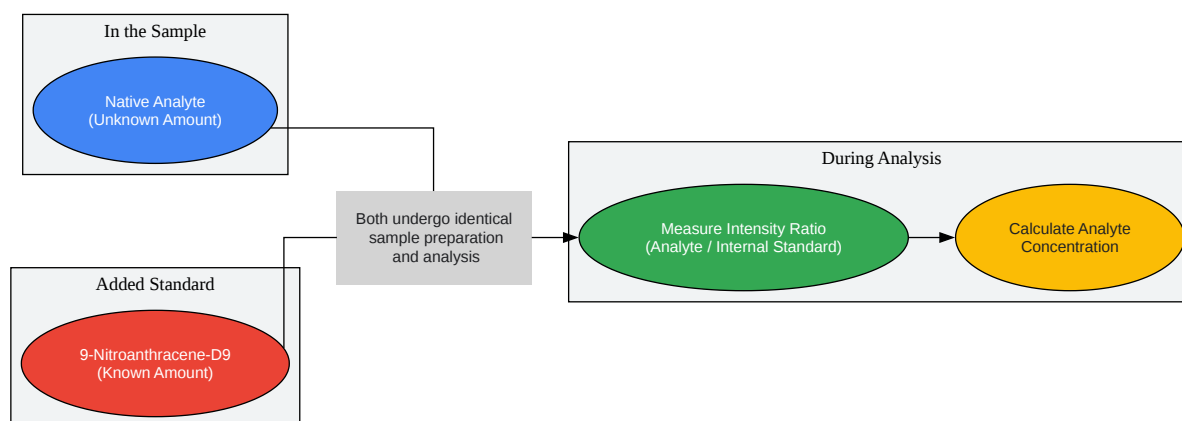 In the Sample
Native Analyte
(Unknown Amount)
Both undergo identical
sample preparation
and analysis
Added Standard
9-Nitroanthracene-D9
(Known Amount)
During Analysis
Measure Intensity Ratio
(Analyte / Internal Standard)
Calculate Analyte
Concentration